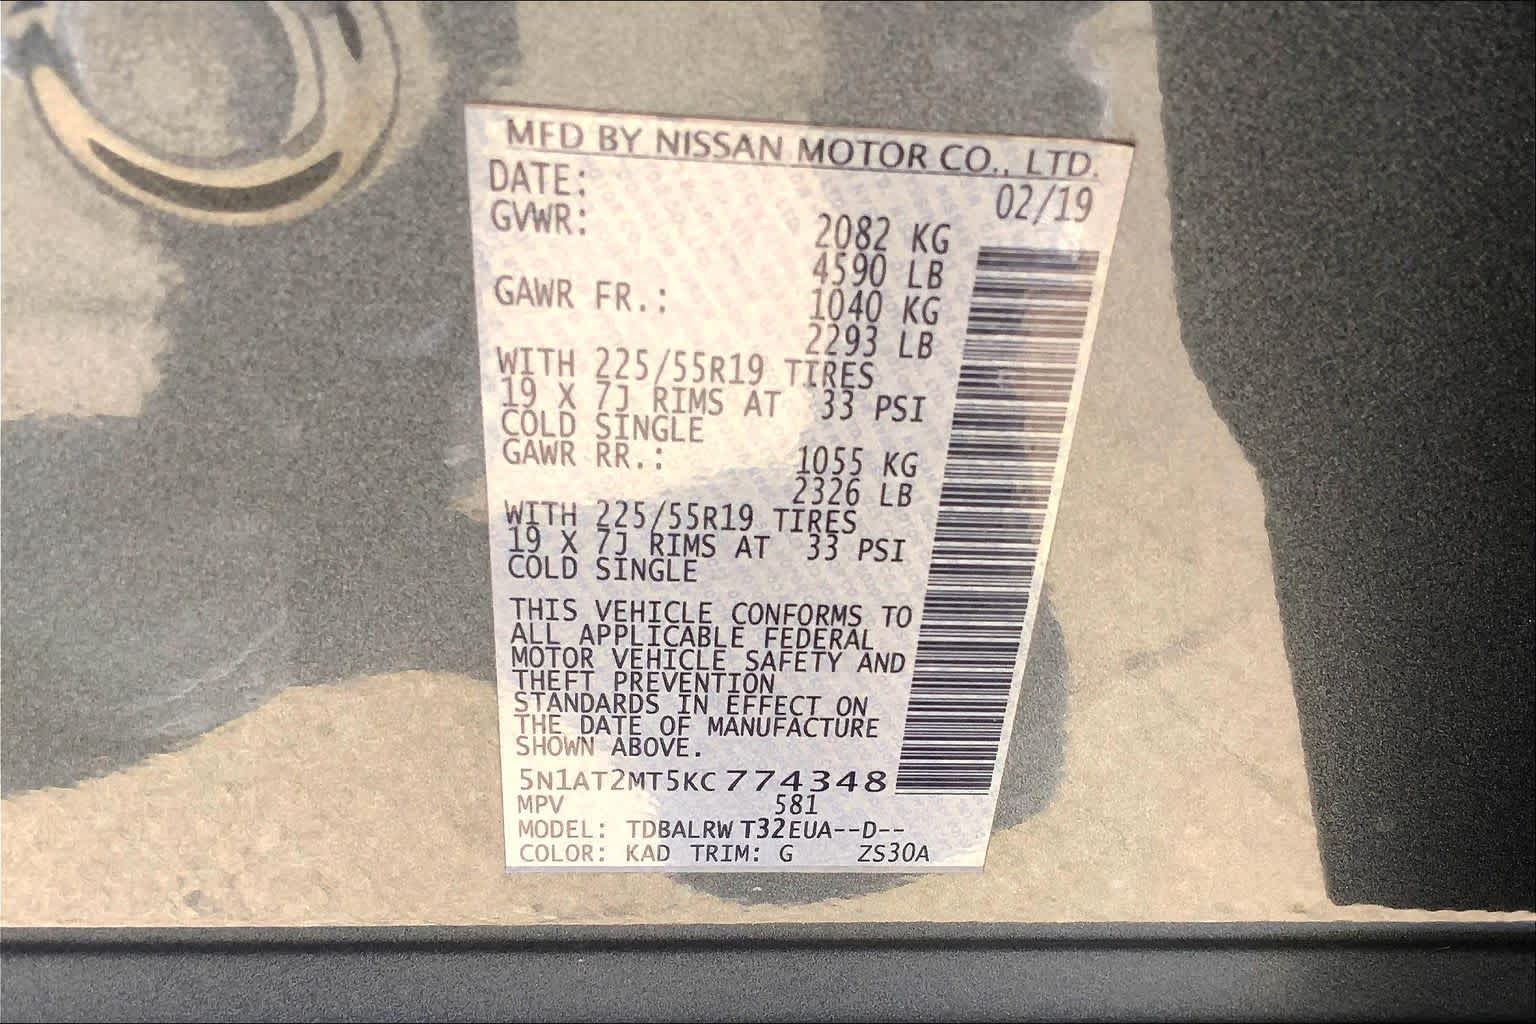 MFD BY NISSAN MOTOR CO., LTD.
DATE: 02/19
GVWR: 2082 KG
4590 LB
GAWR FR.: 1040 KG
2293 LB
WITH 225/55R19 TIRES
19 X 7J RIMS AT 33 PSI
COLD SINGLE
GAWR RR.: 1055 KG
2326 LB
WITH 225/55R19 TIRES
19 X 7J RIMS AT 33 PSI
COLD SINGLE
THIS VEHICLE CONFORMS TO
ALL APPLICABLE FEDERAL
MOTOR VEHICLE SAFETY AND
THEFT PREVENTION
STANDARDS IN EFFECT ON
THE DATE OF MANUFACTURE
SHOWN ABOVE.
5N1AT2MT5KC774348
MPV 581
MODEL: TDBALRW T32EUA--D--
COLOR: KAD TRIM: G ZS30A